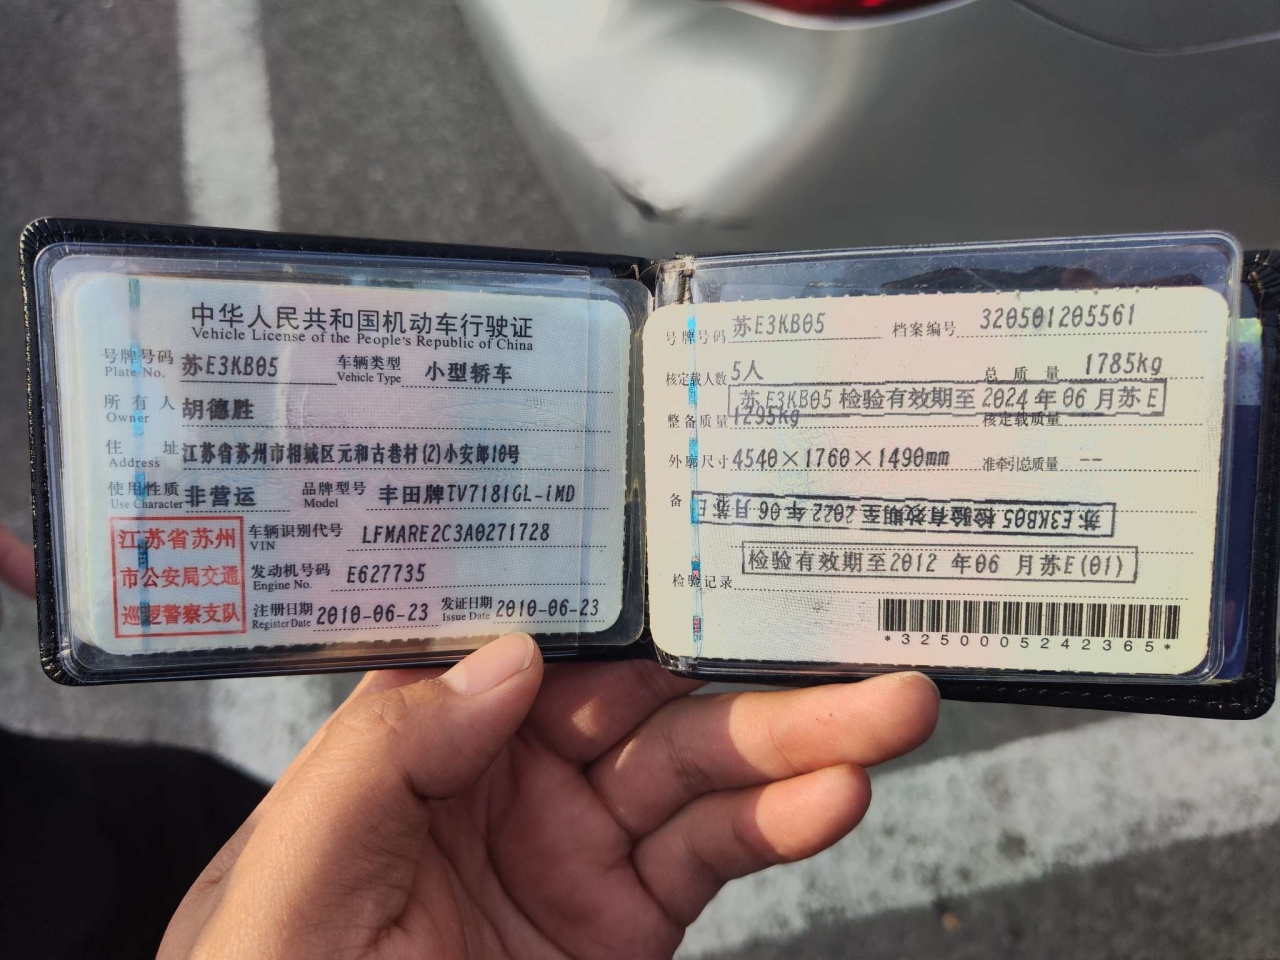 中华人民共和国机动车行驶证
Vehicle License of the People's Republic of China
号牌号码 苏E3KB05 车辆类型 小型轿车
Plate No. Vehicle Type
所有人 胡德胜
Owner
住址 江苏省苏州市相城区元和古巷村(2)小安郎10号
Address
使用性质 非营运 品牌型号 丰田牌TV7181GL-iMD
Use Character Model
江苏省苏州
市公安局交通
巡逻警察支队
车辆识别代号 LFMARE2C3A0271728
VIN
发动机号码 E627735
Engine No.
注册日期 2010-06-23 发证日期 2010-06-23
Register Date Issue Date
号牌号码 苏E3KB05 档案编号 320501205561
核定载人数 5人 总质量 1785kg
苏E3KB05 检验有效期至 2024 年 06 月苏E
整备质量 1295kg 核定载质量
外廓尺寸 4540×1760×1490mm 准牵引总质量 --
备
苏E3KB05 检验有效期至 2022 年 06 月苏E
检验有效期至2012 年06 月苏E(01)
检验记录
*3250005242365*